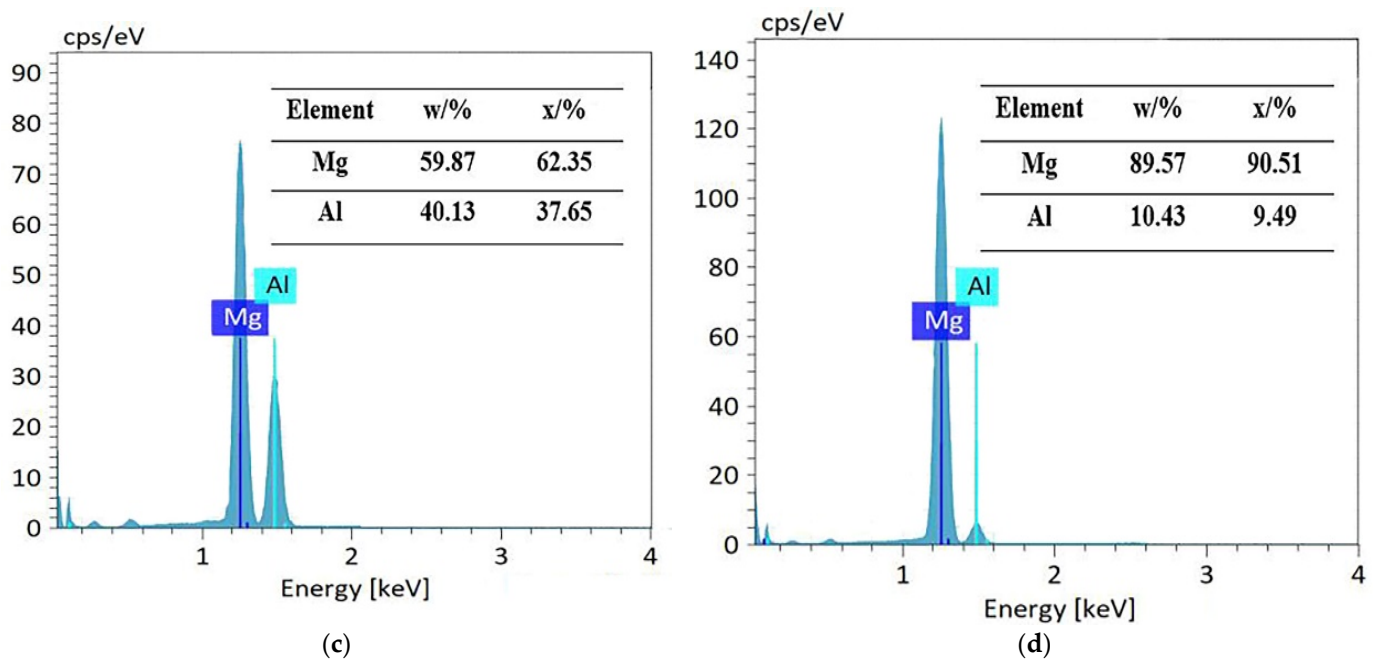 cps/eV
90
80
70
60
50
40
30
20
10
0
Element w/% x/%
Mg 59.87 62.35
Al 40.13 37.65
Al
Mg
1 2 3 4
Energy [keV]
(c)
cps/eV
140
120
100
80
60
40
20
0
Element w/% x/%
Mg 89.57 90.51
Al 10.43 9.49
Al
Mg
1 2 3 4
Energy [keV]
(d)